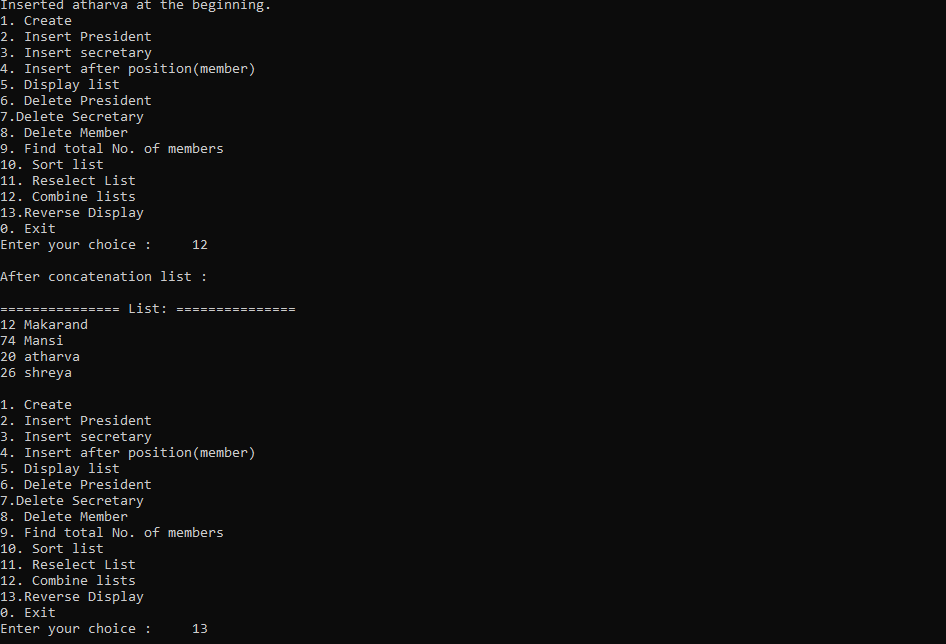 Inserted atharva at the beginning.
1. Create
2. Insert President
3. Insert secretary
4. Insert after position(member)
5. Display list
6. Delete President
7.Delete Secretary
8. Delete Member
9. Find total No. of members
10. Sort list
11. Reselect List
12. Combine lists
13.Reverse Display
0. Exit
Enter your choice :     12
After concatenation list :
=============== List: ===============
12 Makarand
74 Mansi
20 atharva
26 shreya
1. Create
2. Insert President
3. Insert secretary
4. Insert after position(member)
5. Display list
6. Delete President
7.Delete Secretary
8. Delete Member
9. Find total No. of members
10. Sort list
11. Reselect List
12. Combine lists
13.Reverse Display
0. Exit
Enter your choice :     13